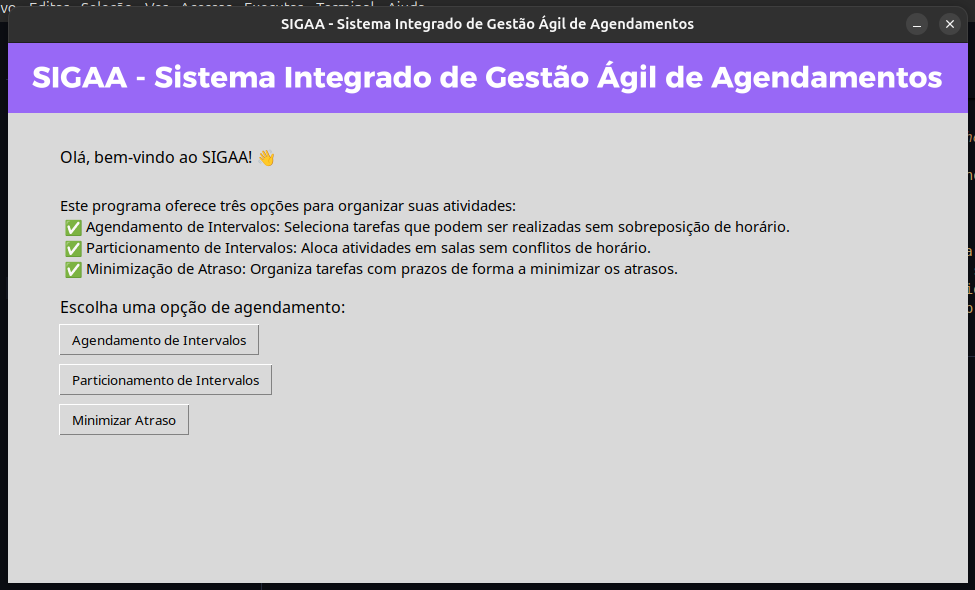 SIGAA - Sistema Integrado de Gestão Ágil de Agendamentos
SIGAA - Sistema Integrado de Gestão Ágil de Agendamentos
Olá, bem-vindo ao SIGAA! 👋
Este programa oferece três opções para organizar suas atividades:
✅ Agendamento de Intervalos: Seleciona tarefas que podem ser realizadas sem sobreposição de horário.
✅ Particionamento de Intervalos: Aloca atividades em salas sem conflitos de horário.
✅ Minimização de Atraso: Organiza tarefas com prazos de forma a minimizar os atrasos.
Escolha uma opção de agendamento:
Agendamento de Intervalos
Particionamento de Intervalos
Minimizar Atraso